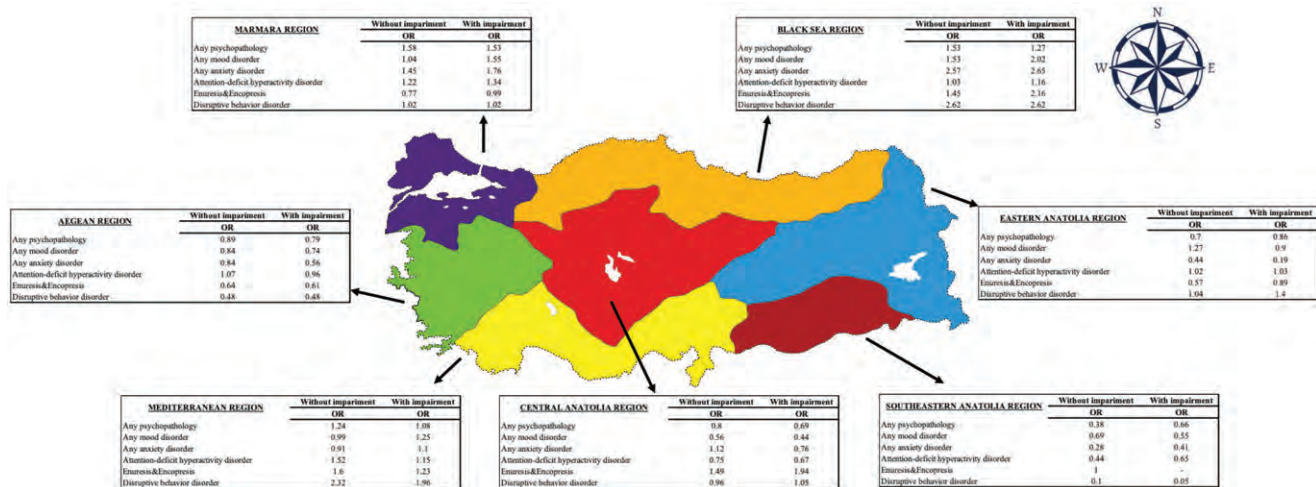 MARMARA REGION Without impariment With impairment
OR OR
Any psychopathology 1.58 1.53
Any mood disorder 1.04 1.55
Any anxiety disorder 1.45 1.76
Attention-deficit hyperactivity disorder 1.22 1.34
Enuresis&Encopresis 0.77 0.99
Disruptive behavior disorder 1.02 1.02
BLACK SEA REGION Without impariment With impairment
OR OR
Any psychopathology 1.53 1.27
Any mood disorder 1.53 2.02
Any anxiety disorder 2.57 2.65
Attention-deficit hyperactivity disorder 1.03 1.16
Enuresis&Encopresis 1.45 2.16
Disruptive behavior disorder 2.62 2.62
N
W E
S
AEGEAN REGION Without impariment With impairment
OR OR
Any psychopathology 0.89 0.79
Any mood disorder 0.84 0.74
Any anxiety disorder 0.84 0.56
Attention-deficit hyperactivity disorder 1.07 0.96
Enuresis&Encopresis 0.64 0.61
Disruptive behavior disorder 0.48 0.48
EASTERN ANATOLIA REGION Without impariment With impairment
OR OR
Any psychopathology 0.7 0.86
Any mood disorder 1.27 0.9
Any anxiety disorder 0.44 0.19
Attention-deficit hyperactivity disorder 1.02 1.03
Enuresis&Encopresis 0.57 0.89
Disruptive behavior disorder 1.04 1.4
MEDITERRANEAN REGION Without impariment With impairment
OR OR
Any psychopathology 1.24 1.08
Any mood disorder 0.99 1.25
Any anxiety disorder 0.91 1.1
Attention-deficit hyperactivity disorder 1.52 1.15
Enuresis&Encopresis 1.6 1.23
Disruptive behavior disorder 2.32 1.96
CENTRAL ANATOLIA REGION Without impariment With impairment
OR OR
Any psychopathology 0.8 0.69
Any mood disorder 0.56 0.44
Any anxiety disorder 1.12 0.76
Attention-deficit hyperactivity disorder 0.75 0.67
Enuresis&Encopresis 1.49 1.94
Disruptive behavior disorder 0.96 1.05
SOUTHEASTERN ANATOLIA REGION Without impariment With impairment
OR OR
Any psychopathology 0.38 0.66
Any mood disorder 0.69 0.55
Any anxiety disorder 0.28 0.41
Attention-deficit hyperactivity disorder 0.44 0.65
Enuresis&Encopresis 1 -
Disruptive behavior disorder 0.1 0.05